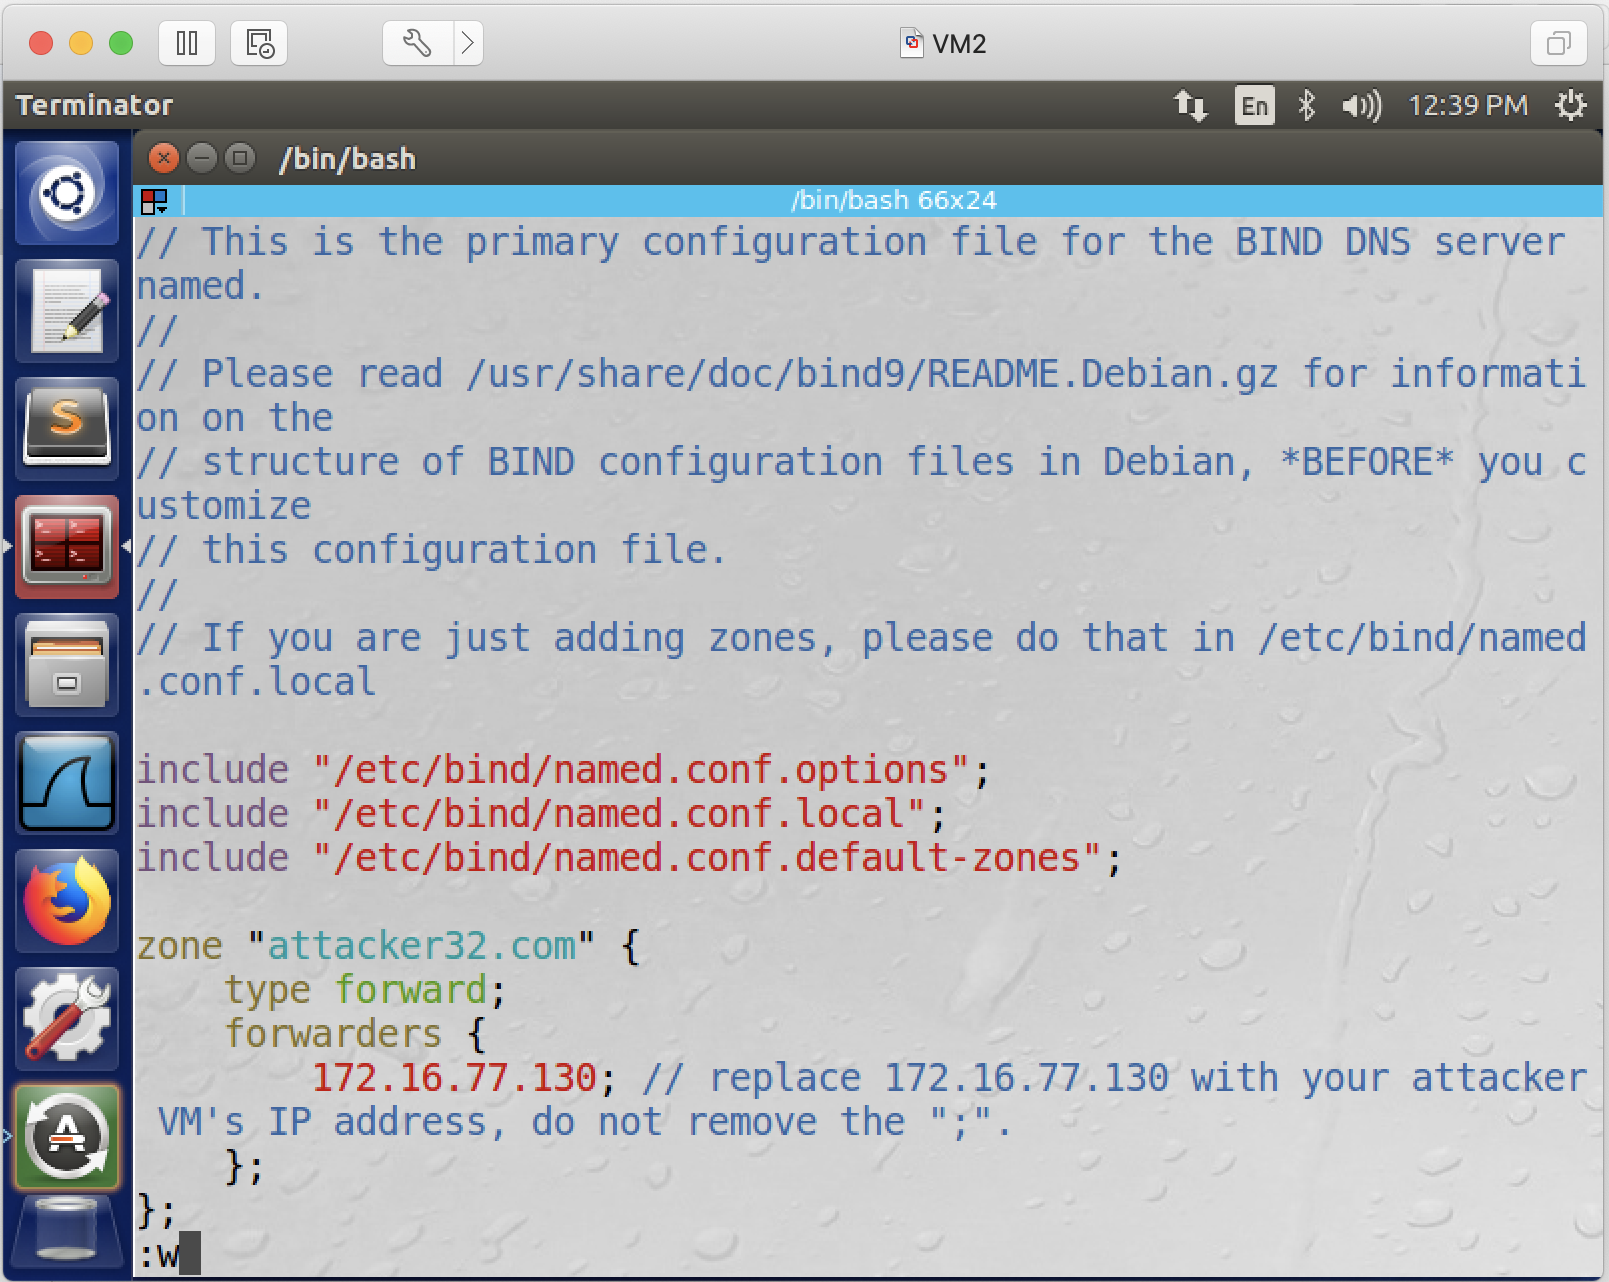 VM2
Terminator
En
12:39 PM
/bin/bash
/bin/bash 66x24
// This is the primary configuration file for the BIND DNS server
named.
//
// Please read /usr/share/doc/bind9/README.Debian.gz for informati
on on the
// structure of BIND configuration files in Debian, *BEFORE* you c
ustomize
// this configuration file.
//
// If you are just adding zones, please do that in /etc/bind/named
.conf.local
include "/etc/bind/named.conf.options";
include "/etc/bind/named.conf.local";
include "/etc/bind/named.conf.default-zones";
zone "attacker32.com" {
    type forward;
    forwarders {
        172.16.77.130; // replace 172.16.77.130 with your attacker
 VM's IP address, do not remove the ";".
    };
};
:w